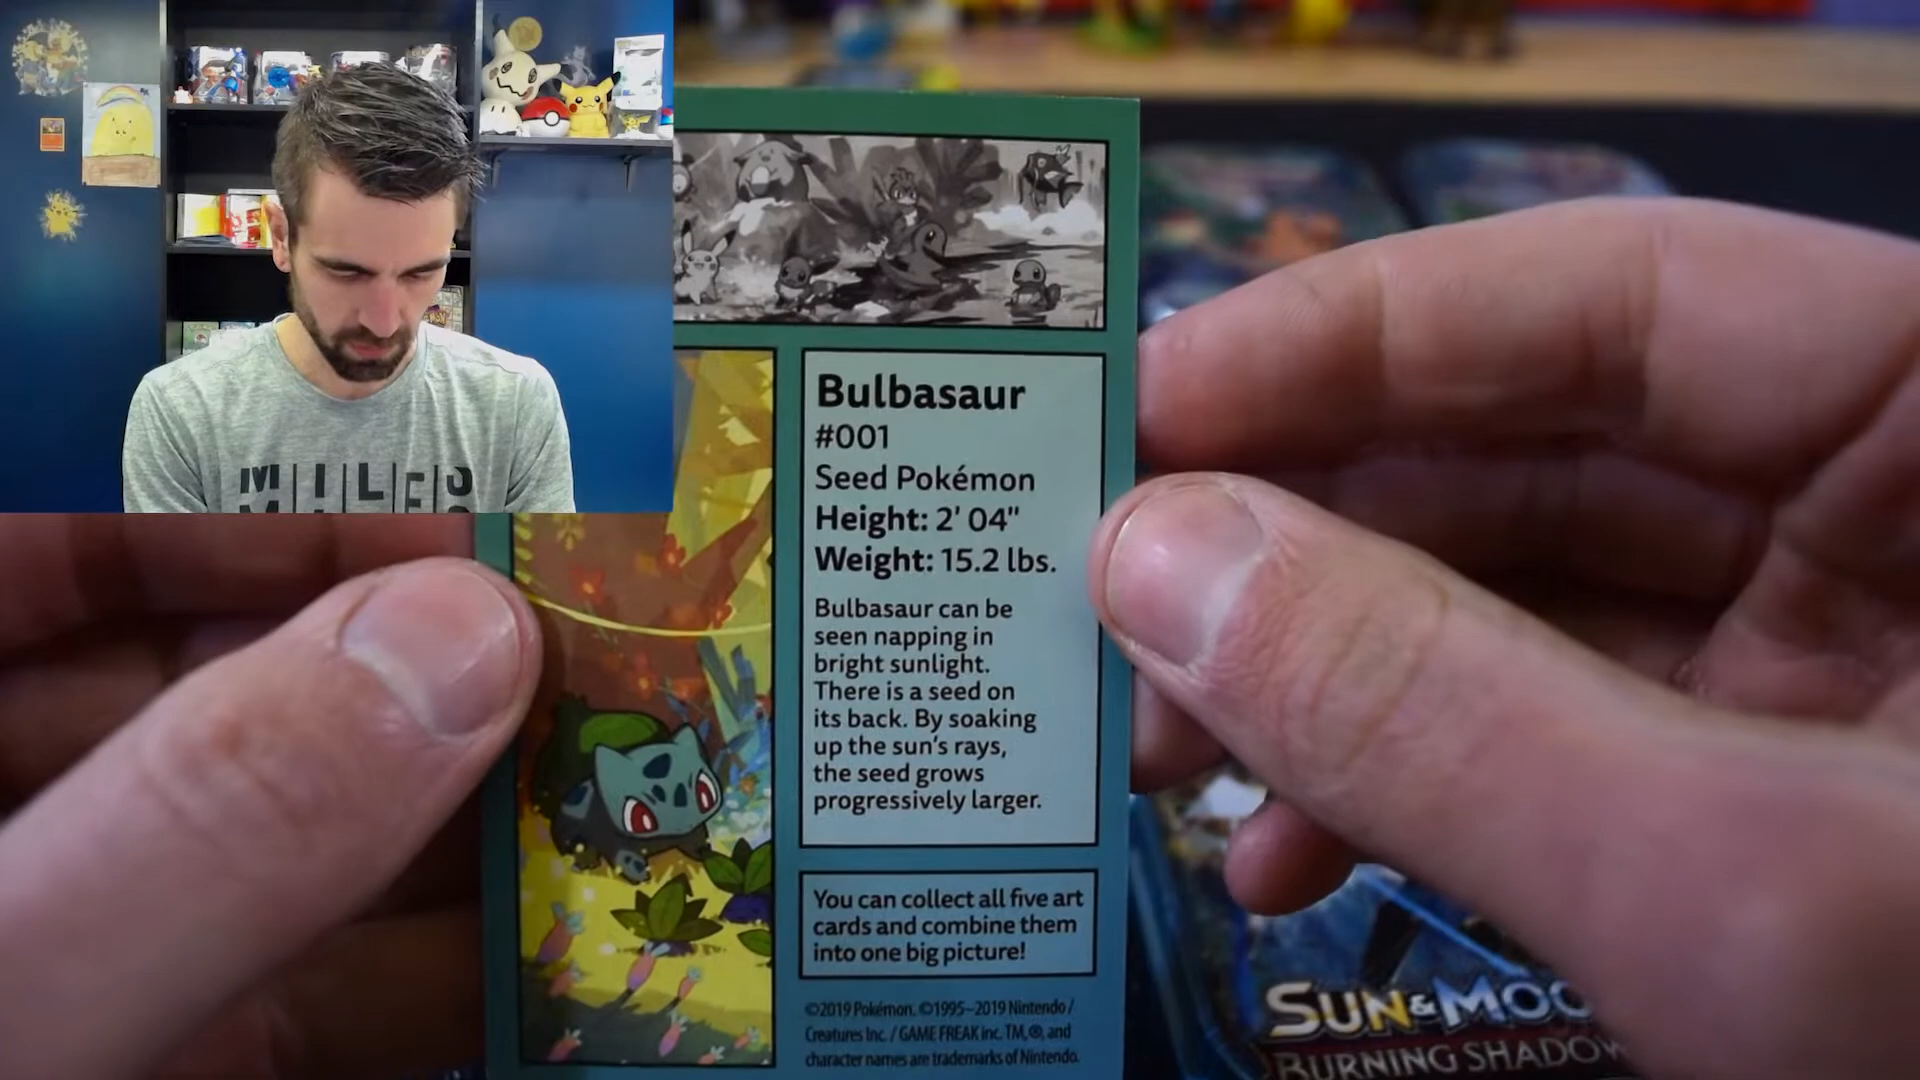 MILES
Bulbasaur
#001
Seed Pokémon
Height: 2' 04"
Weight: 15.2 lbs.
Bulbasaur can be
seen napping in
bright sunlight.
There is a seed on
its back. By soaking
up the sun's rays,
the seed grows
progressively larger.
You can collect all five art
cards and combine them
into one big picture!
©2019 Pokémon. ©1995–2019 Nintendo /
Creatures Inc. / GAME FREAK inc. TM, ®, and
character names are trademarks of Nintendo.
SUN & MOO
BURNING SHADOW